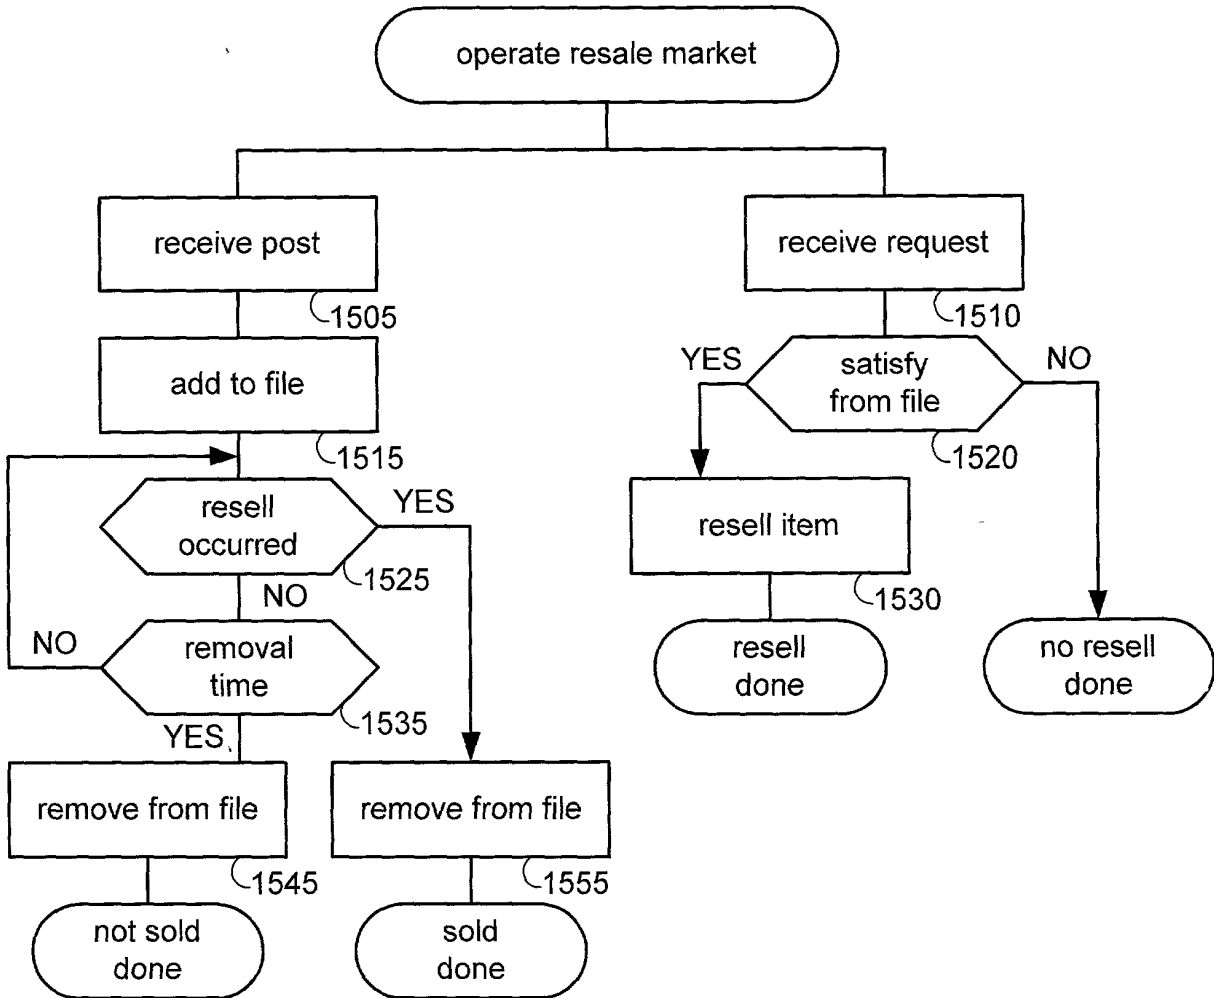 operate resale market
receive post
1505
receive request
1510
add to file
1515
YES
satisfy
from file
NO
1520
resell
occurred
YES
1525
NO
resell item
1530
NO
removal
time
1535
YES
resell
done
no resell
done
remove from file
1545
remove from file
1555
not sold
done
sold
done